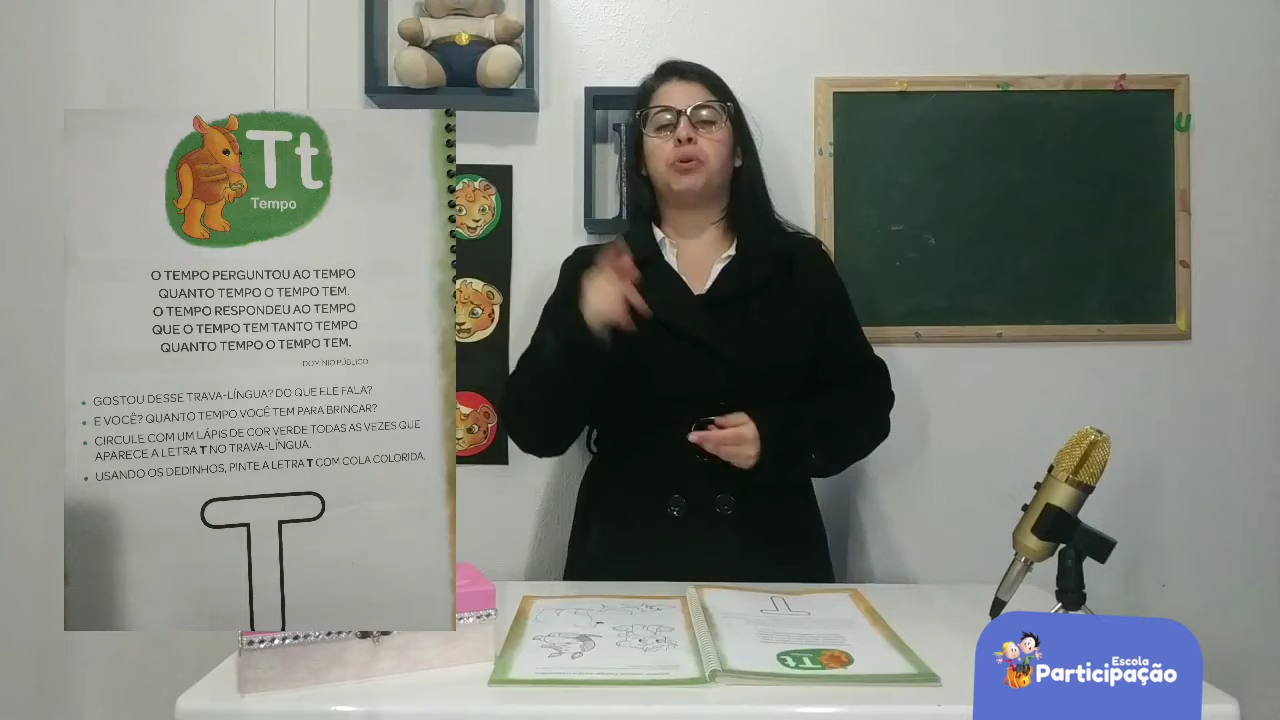 Tt
Tempo
O TEMPO PERGUNTOU AO TEMPO
QUANTO TEMPO O TEMPO TEM.
O TEMPO RESPONDEU AO TEMPO
QUE O TEMPO TEM TANTO TEMPO
QUANTO TEMPO O TEMPO TEM.
DOMÍNIO PÚBLICO
• GOSTOU DESSE TRAVA-LÍNGUA? DO QUE ELE FALA?
• E VOCÊ? QUANTO TEMPO VOCÊ TEM PARA BRINCAR?
• CIRCULE COM UM LÁPIS DE COR VERDE TODAS AS VEZES QUE
APARECE A LETRA T NO TRAVA-LÍNGUA.
• USANDO OS DEDINHOS, PINTE A LETRA T COM COLA COLORIDA.
T
T
Tt
Escola
Participação